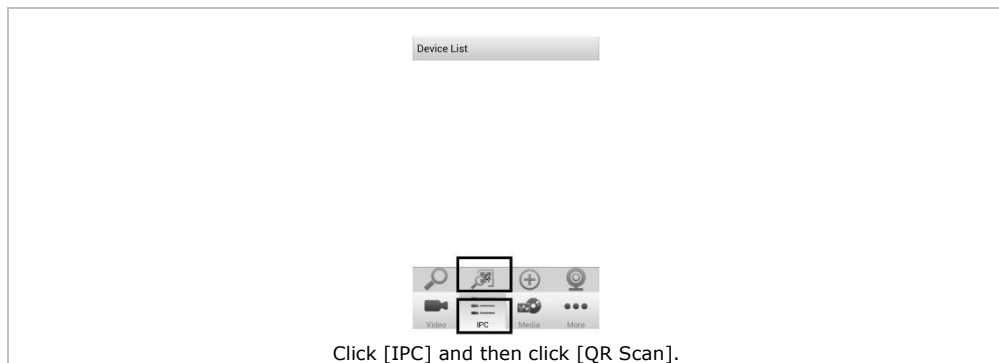 Device List
Video IPC Media More
Click [IPC] and then click [QR Scan].